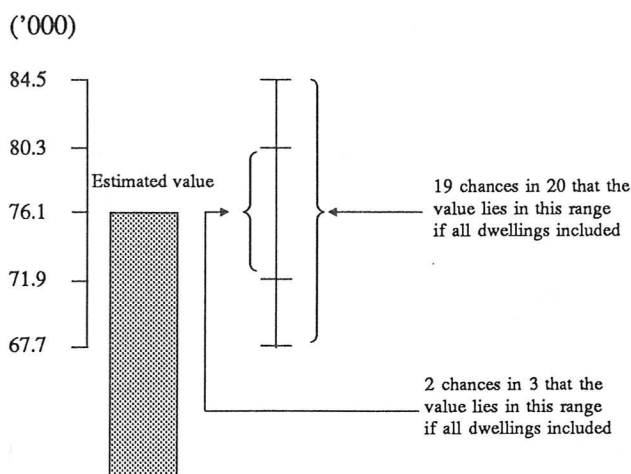 ('000)
84.5
80.3
Estimated value
76.1
71.9
67.7
19 chances in 20 that the
value lies in this range
if all dwellings included
2 chances in 3 that the
value lies in this range
if all dwellings included